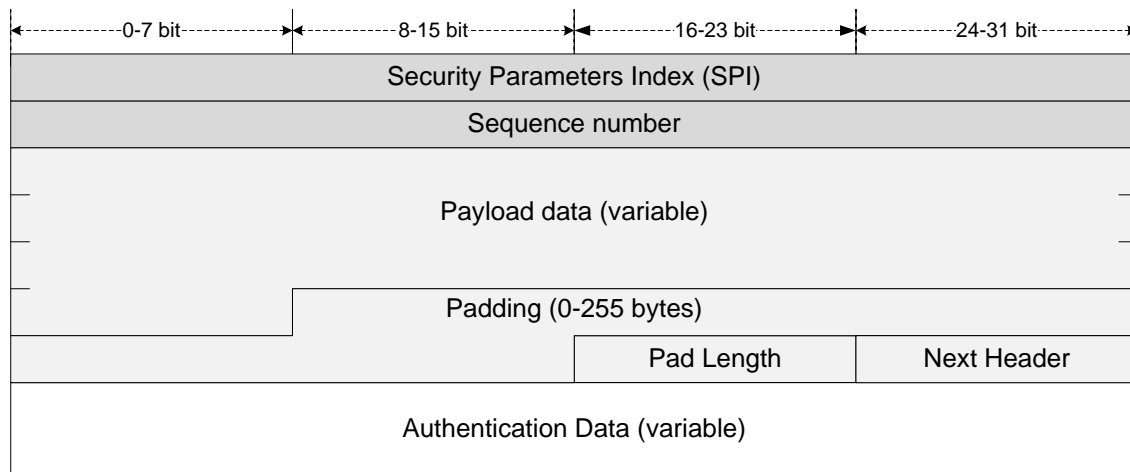 0-7 bit 8-15 bit 16-23 bit 24-31 bit
Security Parameters Index (SPI)
Sequence number
Payload data (variable)
Padding (0-255 bytes)
Pad Length Next Header
Authentication Data (variable)